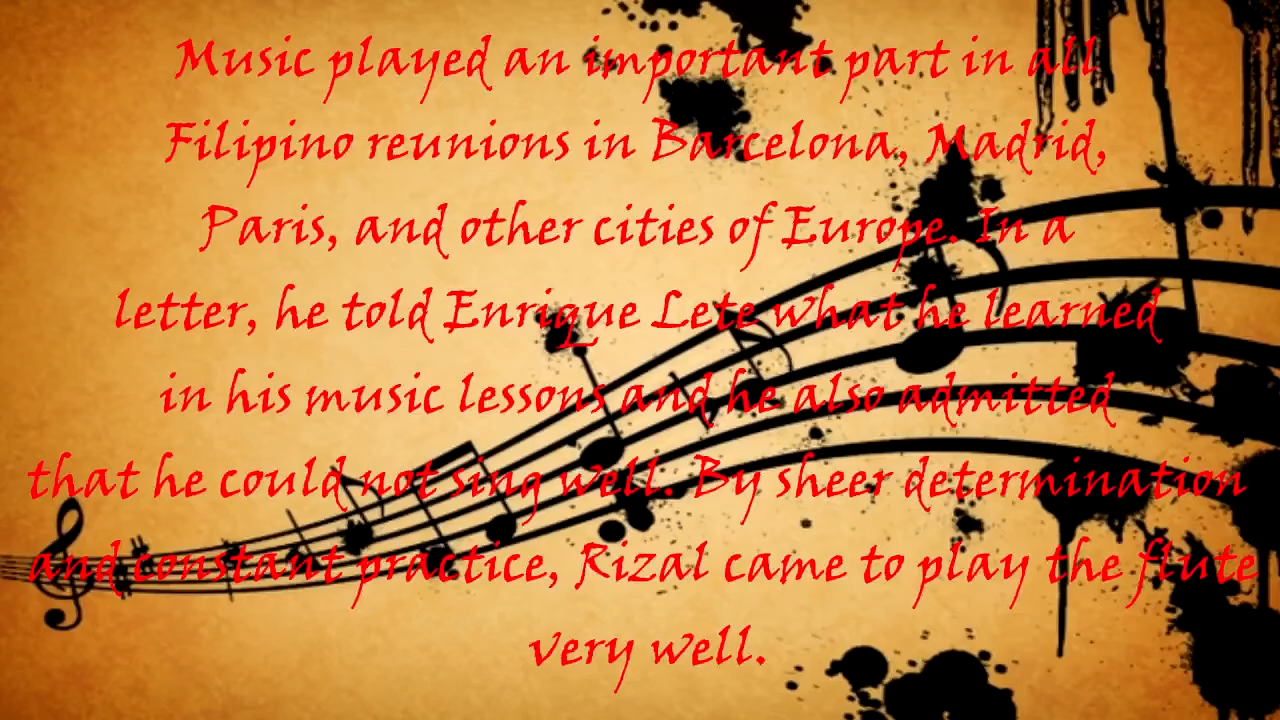 Music played an important part in all
Filipino reunions in Barcelona, Madrid,
Paris, and other cities of Europe. In a
letter, he told Enrique Lete what he learned
in his music lessons and he also admitted
that he could not sing well. By sheer determination
and constant practice, Rizal came to play the flute
very well.